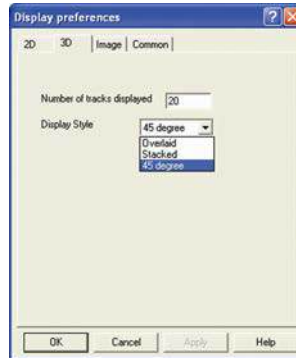 Display preferences
2D 3D Image Common
Number of tracks displayed 20
Display Style 45 degree
Overlaid
Stacked
45 degree
OK Cancel Apply Help